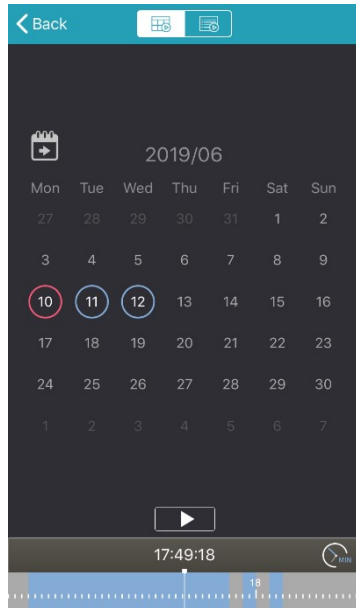 Back
2019/06
Mon Tue Wed Thu Fri Sat Sun
27 28 29 30 31 1 2
3 4 5 6 7 8 9
10 11 12 13 14 15 16
17 18 19 20 21 22 23
24 25 26 27 28 29 30
1 2 3 4 5 6 7
17:49:18
MIN
18